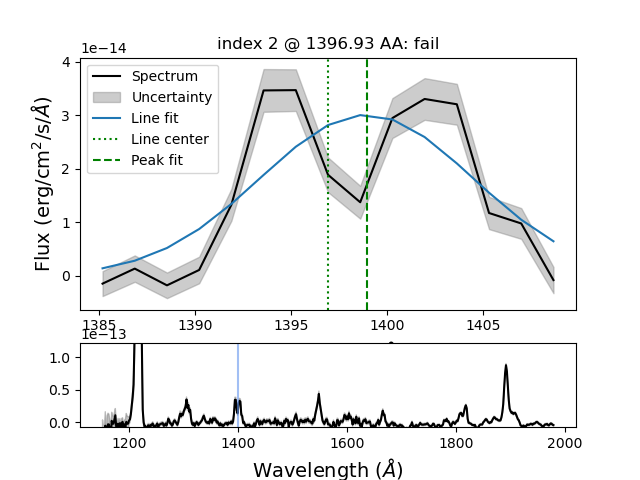 index 2 @ 1396.93 AA: fail
1e−14
Spectrum
Uncertainty
Line fit
Line center
Peak fit
Flux (erg/cm²/s/Å)
4
3
2
1
0
1385 1390 1395 1400 1405
1e−13
1.0
0.5
0.0
1200 1400 1600 1800 2000
Wavelength (Å)